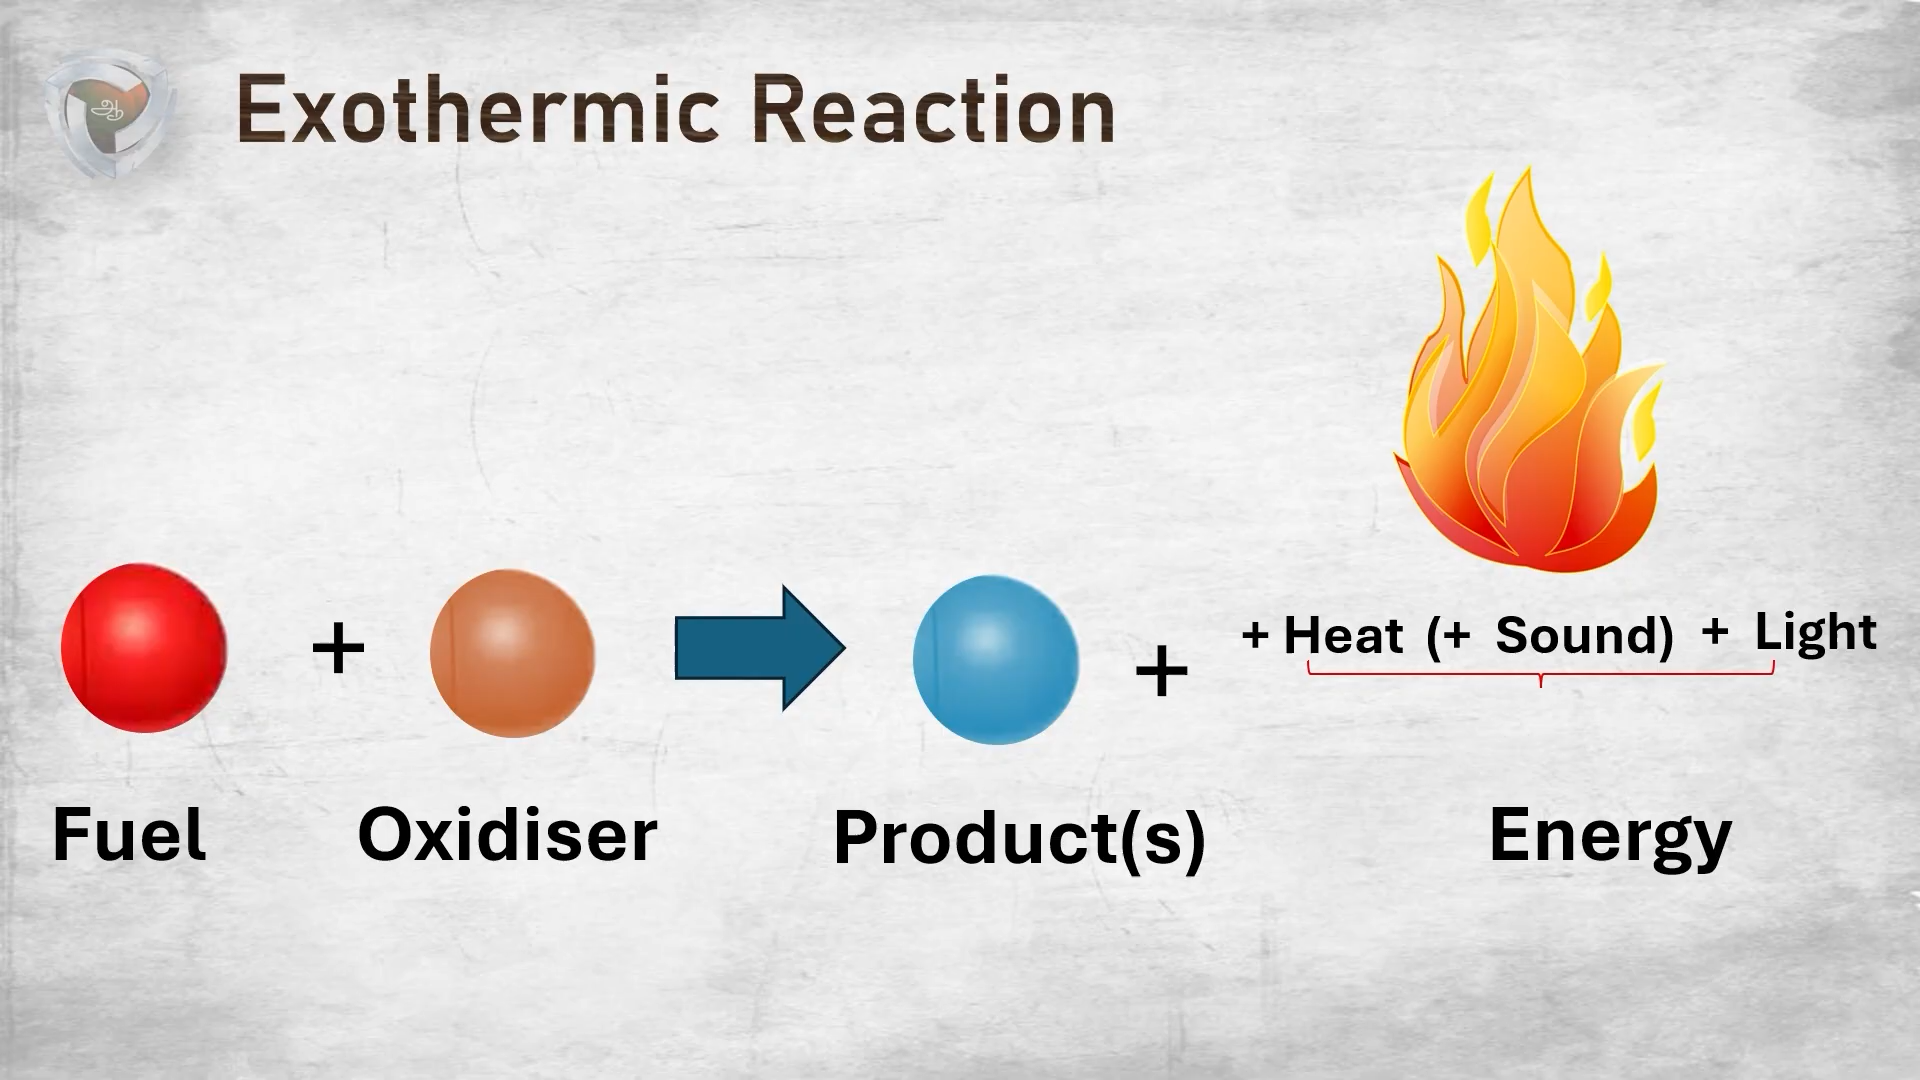 Exothermic Reaction
+ Heat (+ Sound) + Light
+ +
Fuel Oxidiser Product(s) Energy